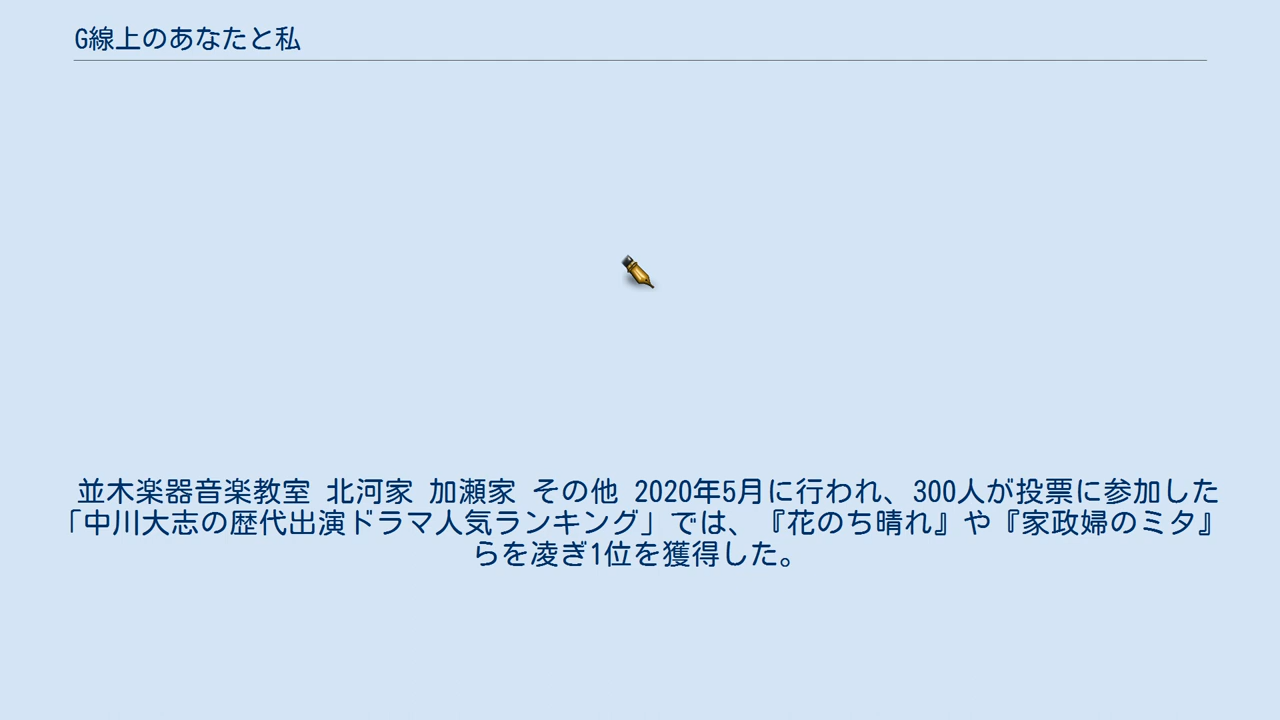 G線上のあなたと私
並木楽器音楽教室 北河家 加瀬家 その他 2020年5月に行われ、300人が投票に参加した
「中川大志の歴代出演ドラマ人気ランキング」では、『花のち晴れ』や『家政婦のミタ』
らを凌ぎ1位を獲得した。